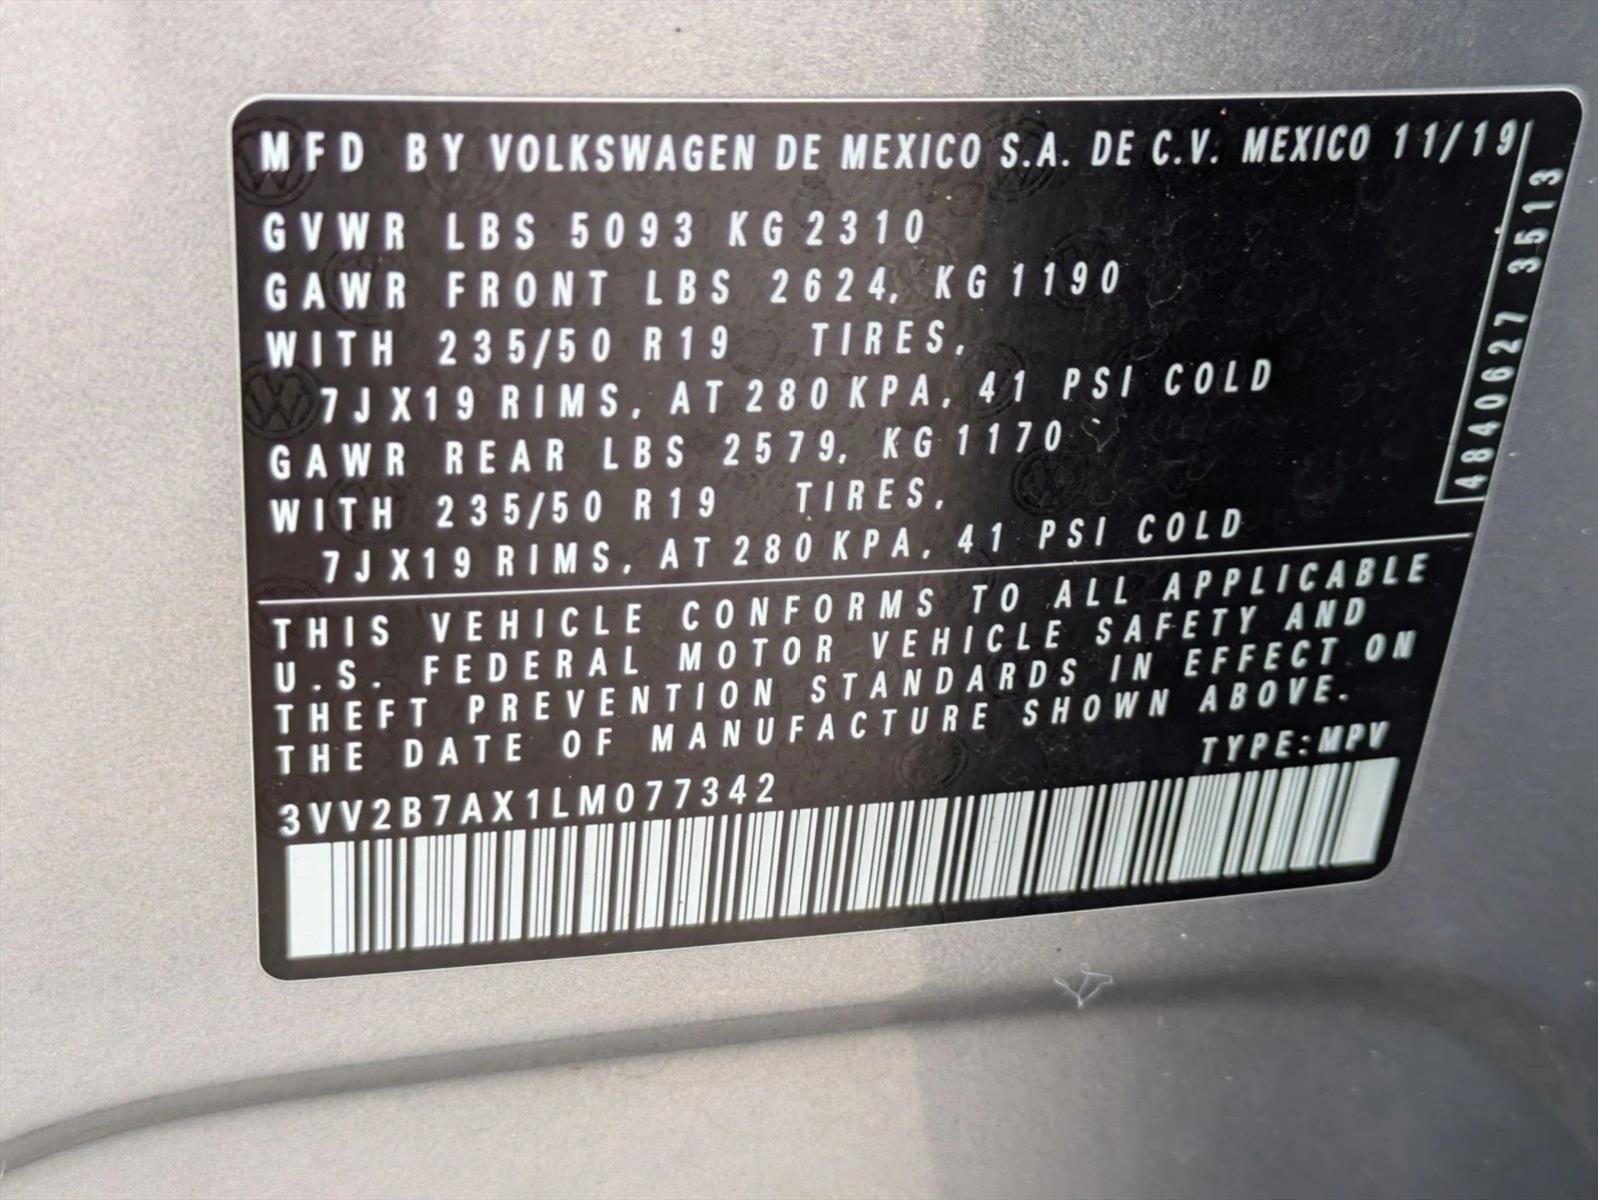 MFD BY VOLKSWAGEN DE MEXICO S.A. DE C.V. MEXICO 11/19
GVWR LBS 5093 KG 2310
GAWR FRONT LBS 2624, KG 1190
WITH 235/50 R19 TIRES,
7JX19 RIMS, AT 280 KPA, 41 PSI COLD
GAWR REAR LBS 2579, KG 1170
WITH 235/50 R19 TIRES,
7JX19 RIMS, AT 280 KPA, 41 PSI COLD
4840627 3513
THIS VEHICLE CONFORMS TO ALL APPLICABLE
U.S. FEDERAL MOTOR VEHICLE SAFETY AND
THEFT PREVENTION STANDARDS IN EFFECT ON
THE DATE OF MANUFACTURE SHOWN ABOVE.
TYPE:MPV
3VV2B7AX1LM077342